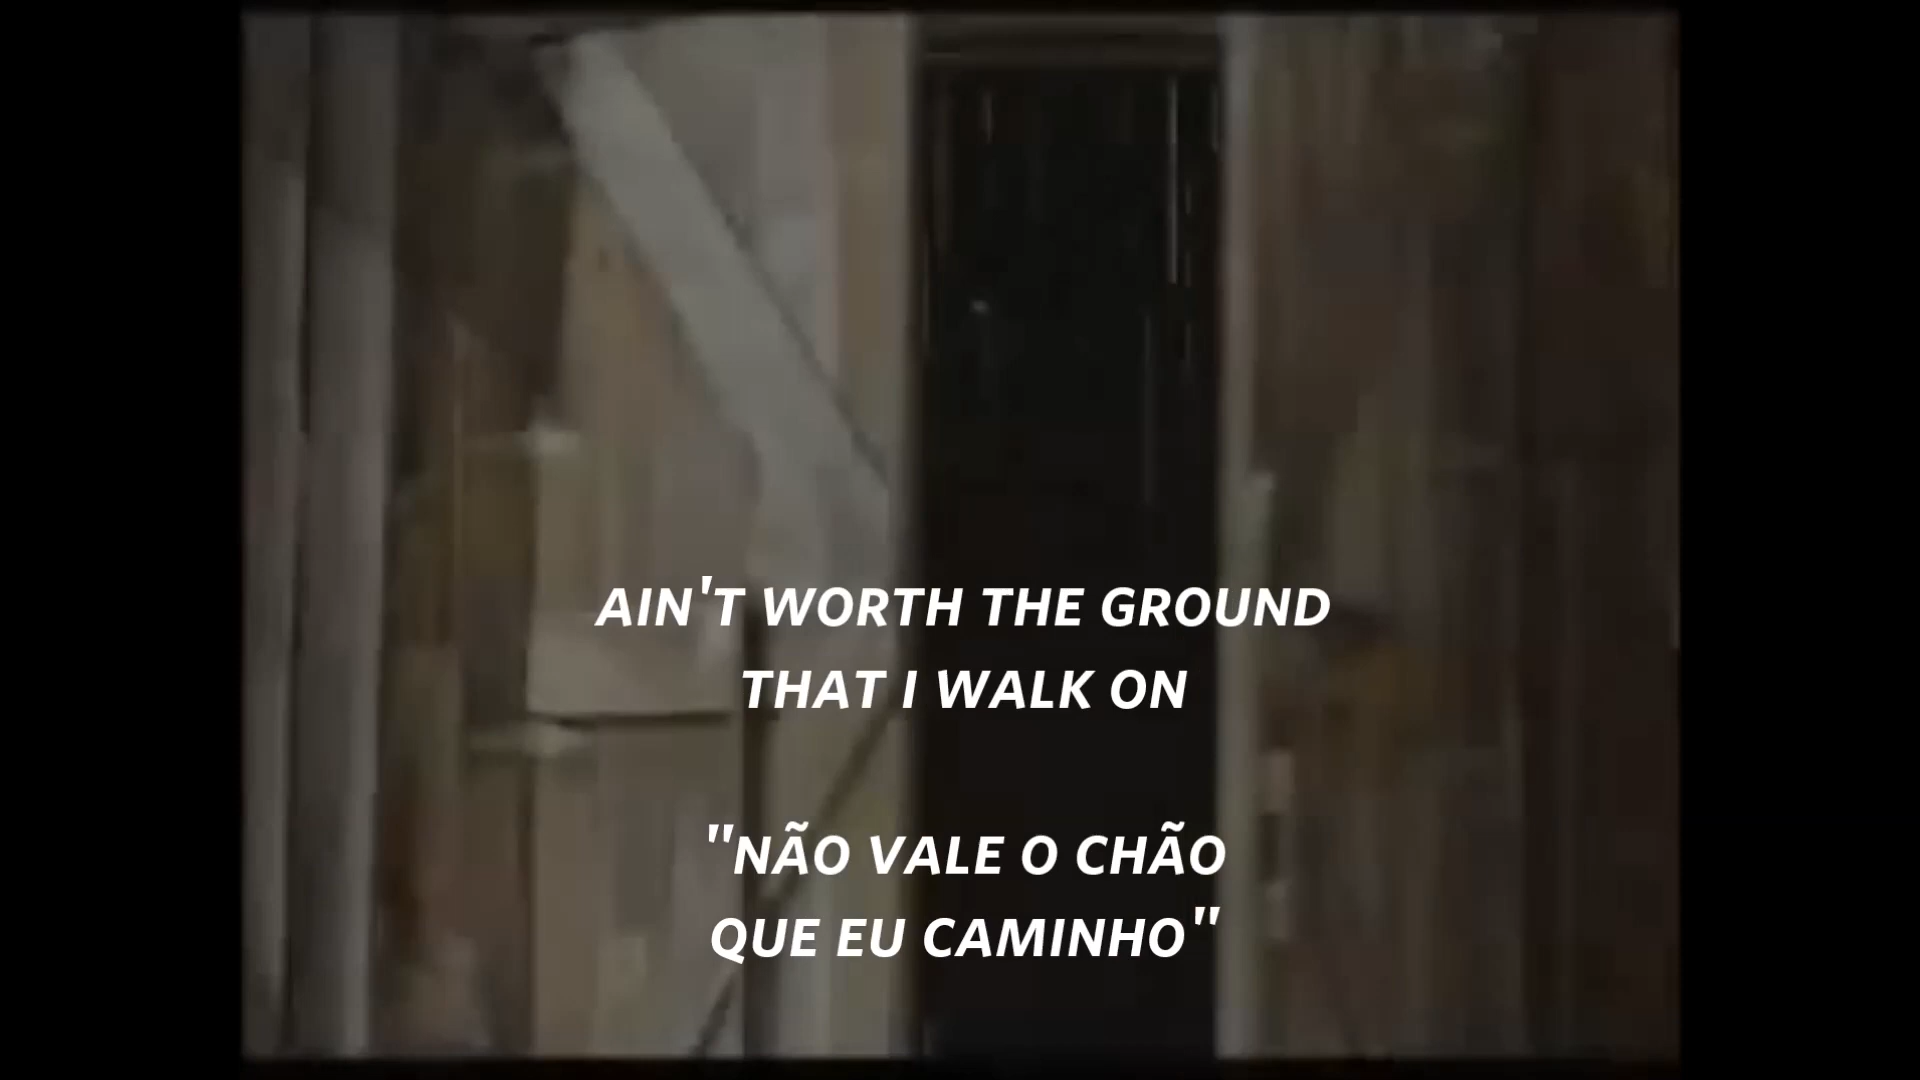 AIN'T WORTH THE GROUND
THAT I WALK ON
"NÃO VALE O CHÃO
QUE EU CAMINHO"